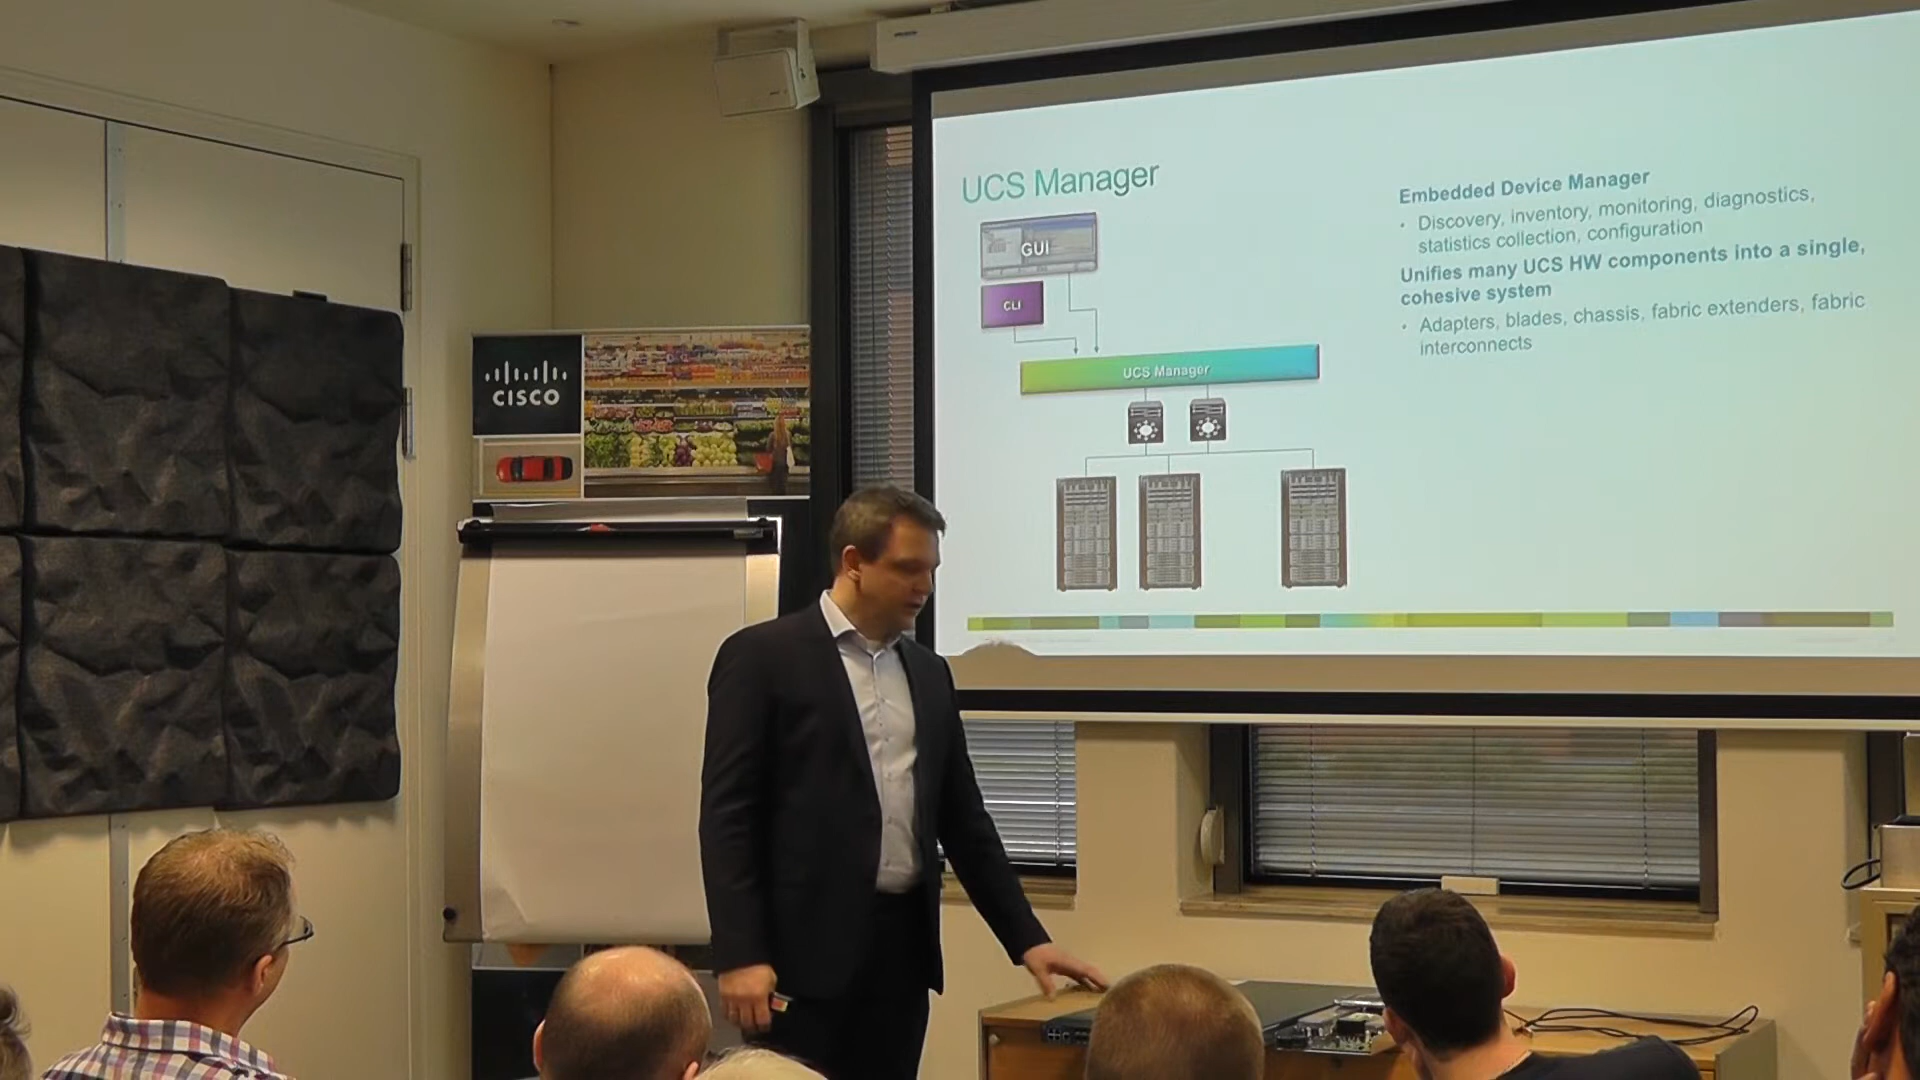 UCS Manager
GUI
CLI
UCS Manager
Embedded Device Manager
• Discovery, inventory, monitoring, diagnostics,
statistics collection, configuration
Unifies many UCS HW components into a single,
cohesive system
• Adapters, blades, chassis, fabric extenders, fabric
interconnects
CISCO